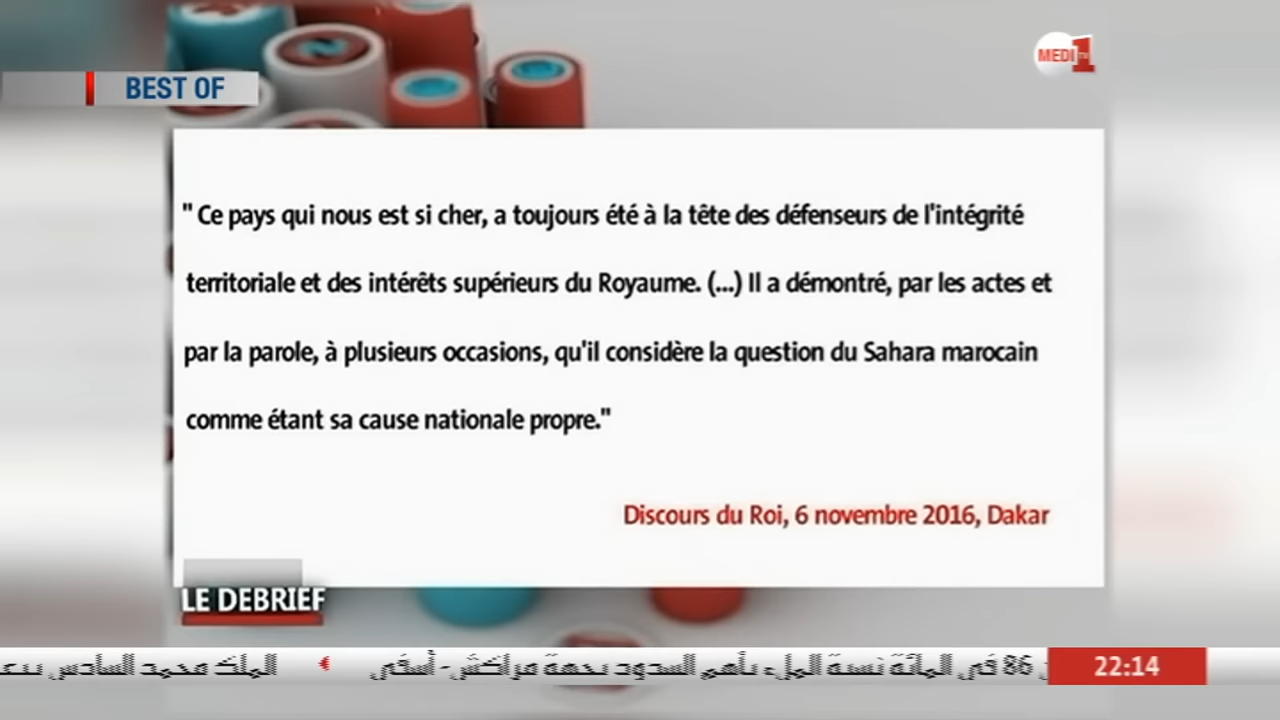 MEDI1
TV
BEST OF
" Ce pays qui nous est si cher, a toujours été à la tête des défenseurs de l'intégrité
territoriale et des intérêts supérieurs du Royaume. (...) Il a démontré, par les actes et
par la parole, à plusieurs occasions, qu'il considère la question du Sahara marocain
comme étant sa cause nationale propre."
Discours du Roi, 6 novembre 2016, Dakar
LE DEBRIEF
86 في المائة نسبة الملء بأهم السدود بجهة مراكش - أسفي
الملك محمد السادس
22:14